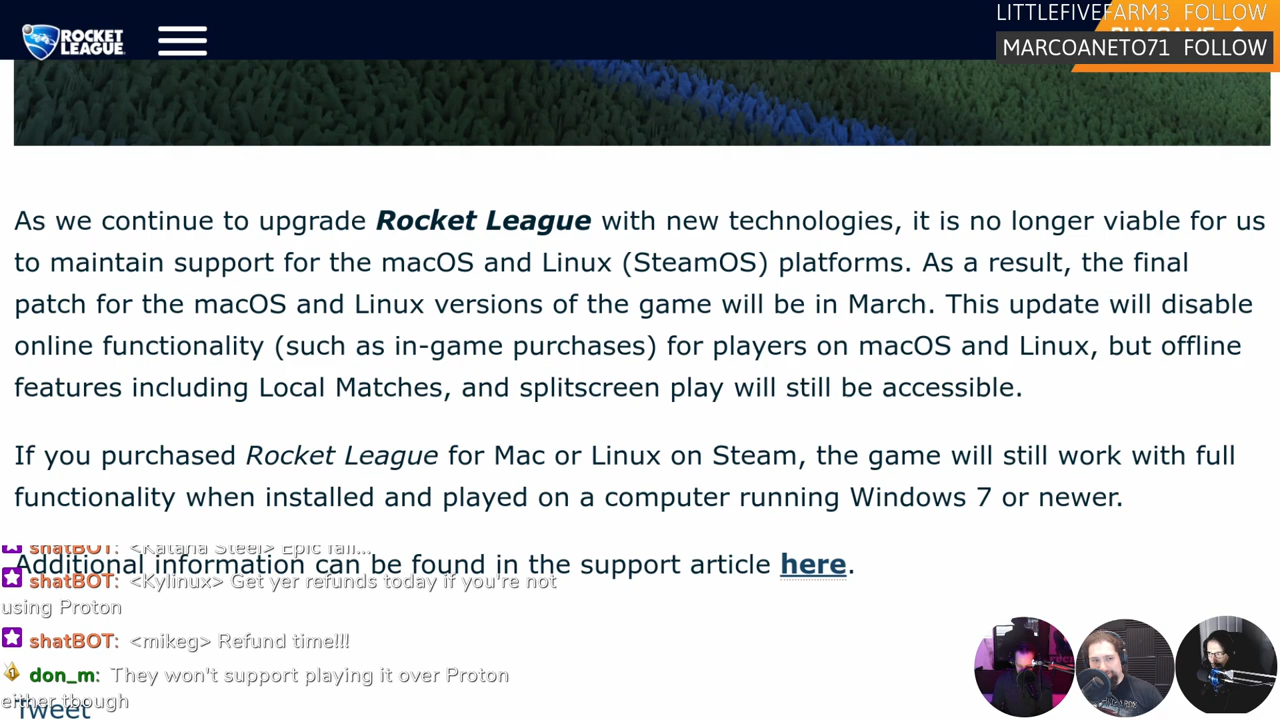 ROCKET
LEAGUE
LITTLEFIVEFARM3 FOLLOW
MARCOANETO71 FOLLOW
As we continue to upgrade Rocket League with new technologies, it is no longer viable for us
to maintain support for the macOS and Linux (SteamOS) platforms. As a result, the final
patch for the macOS and Linux versions of the game will be in March. This update will disable
online functionality (such as in-game purchases) for players on macOS and Linux, but offline
features including Local Matches, and splitscreen play will still be accessible.
If you purchased Rocket League for Mac or Linux on Steam, the game will still work with full
functionality when installed and played on a computer running Windows 7 or newer.
shatBOT: <Katana Steel> Epic fail...
Additional information can be found in the support article here.
shatBOT: <Kylinux> Get yer refunds today if you're not
using Proton
shatBOT: <mikeg> Refund time!!!
don_m: They won't support playing it over Proton
either though
Tweet